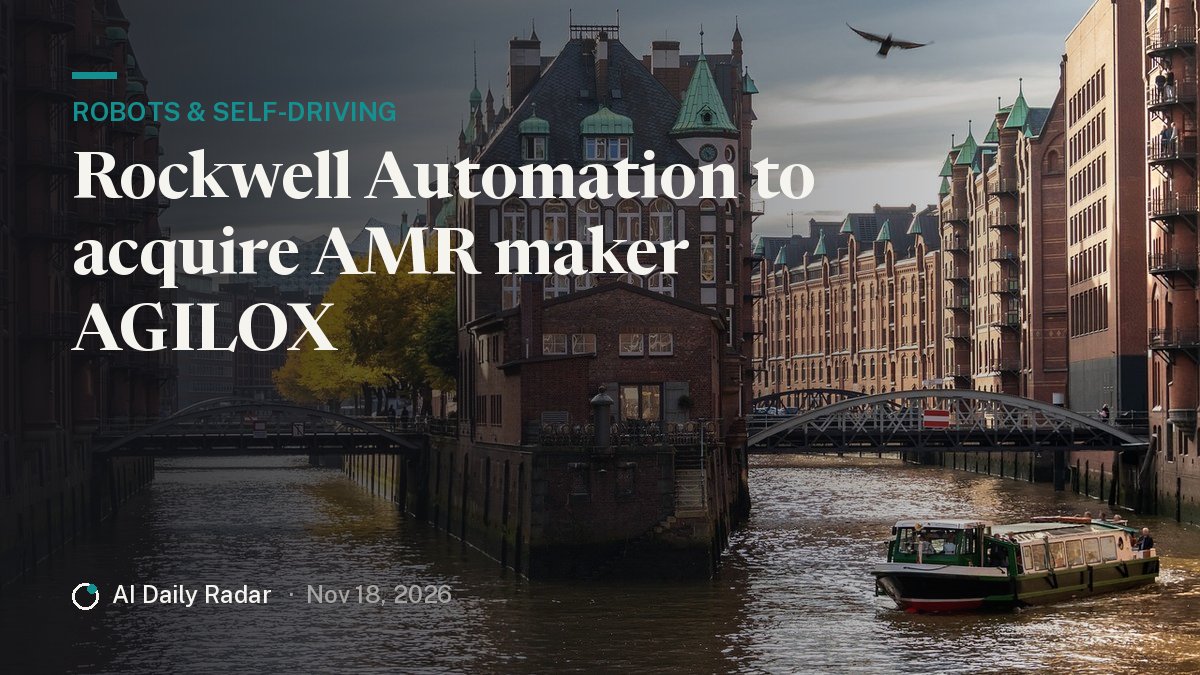 ROBOTS & SELF-DRIVING
Rockwell Automation to
acquire AMR maker
AGILOX
AI Daily Radar · Nov 18, 2026